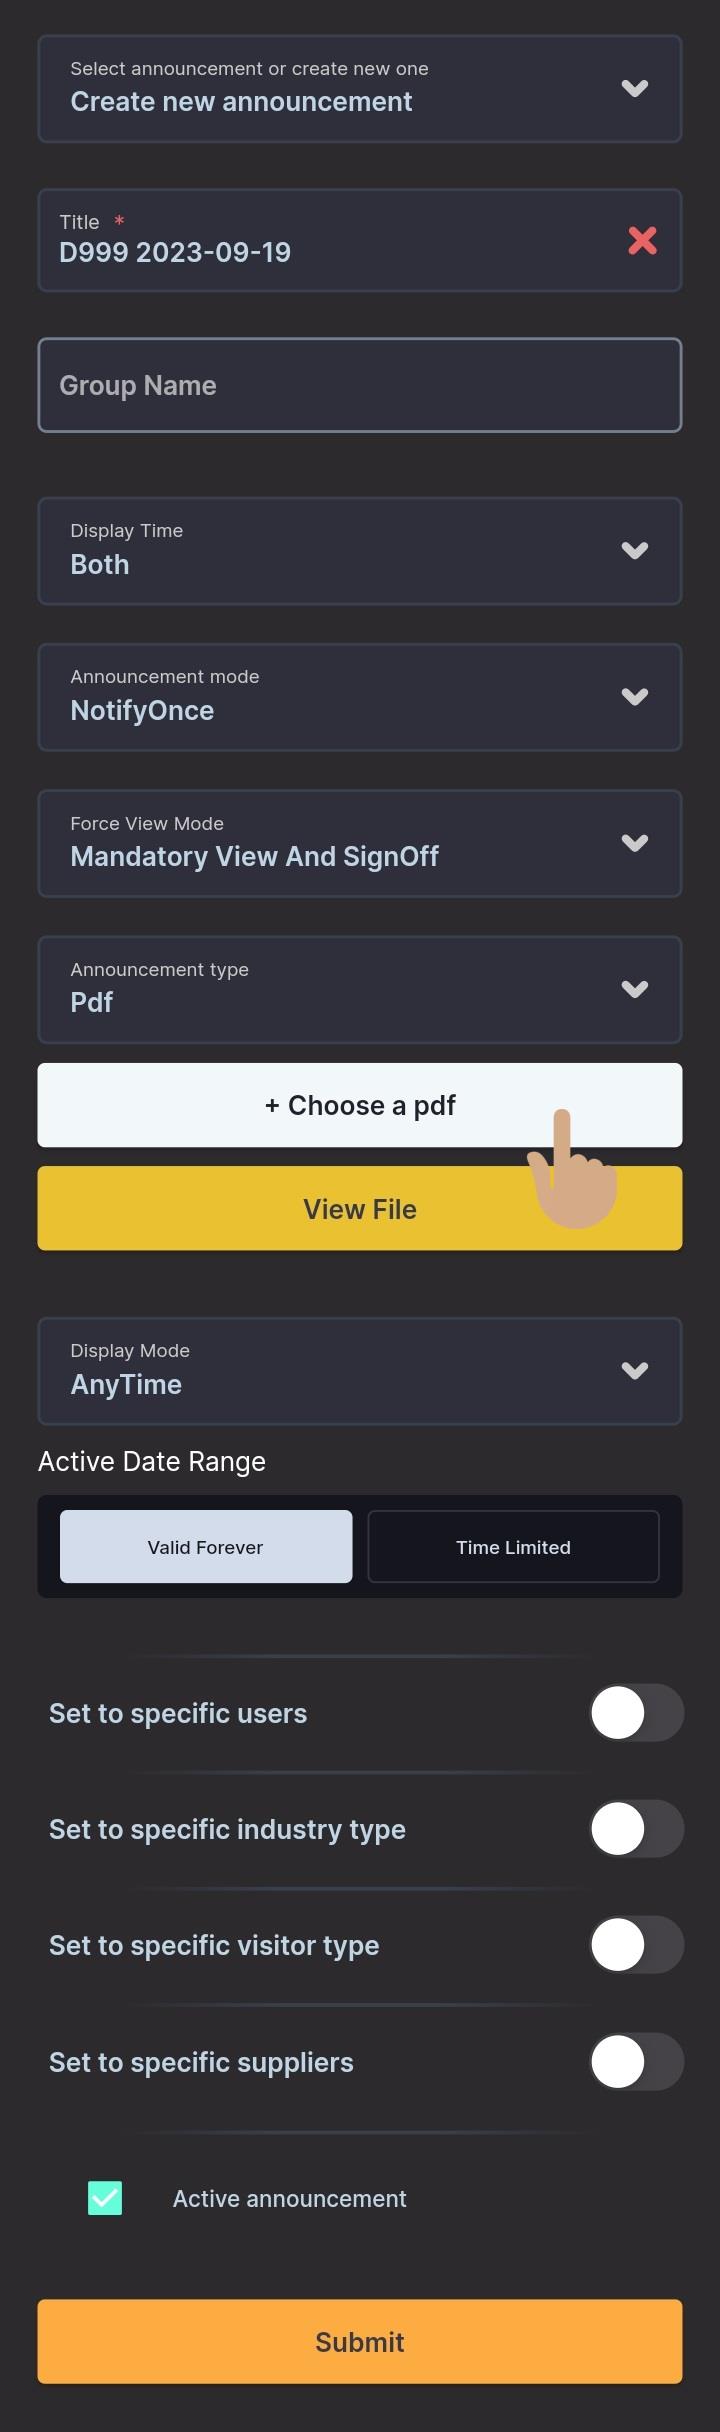 Select announcement or create new one
Create new announcement
Title *
D999 2023-09-19
Group Name
Display Time
Both
Announcement mode
NotifyOnce
Force View Mode
Mandatory View And SignOff
Announcement type
Pdf
+ Choose a pdf
View File
Display Mode
AnyTime
Active Date Range
Valid Forever
Time Limited
Set to specific users
Set to specific industry type
Set to specific visitor type
Set to specific suppliers
Active announcement
Submit